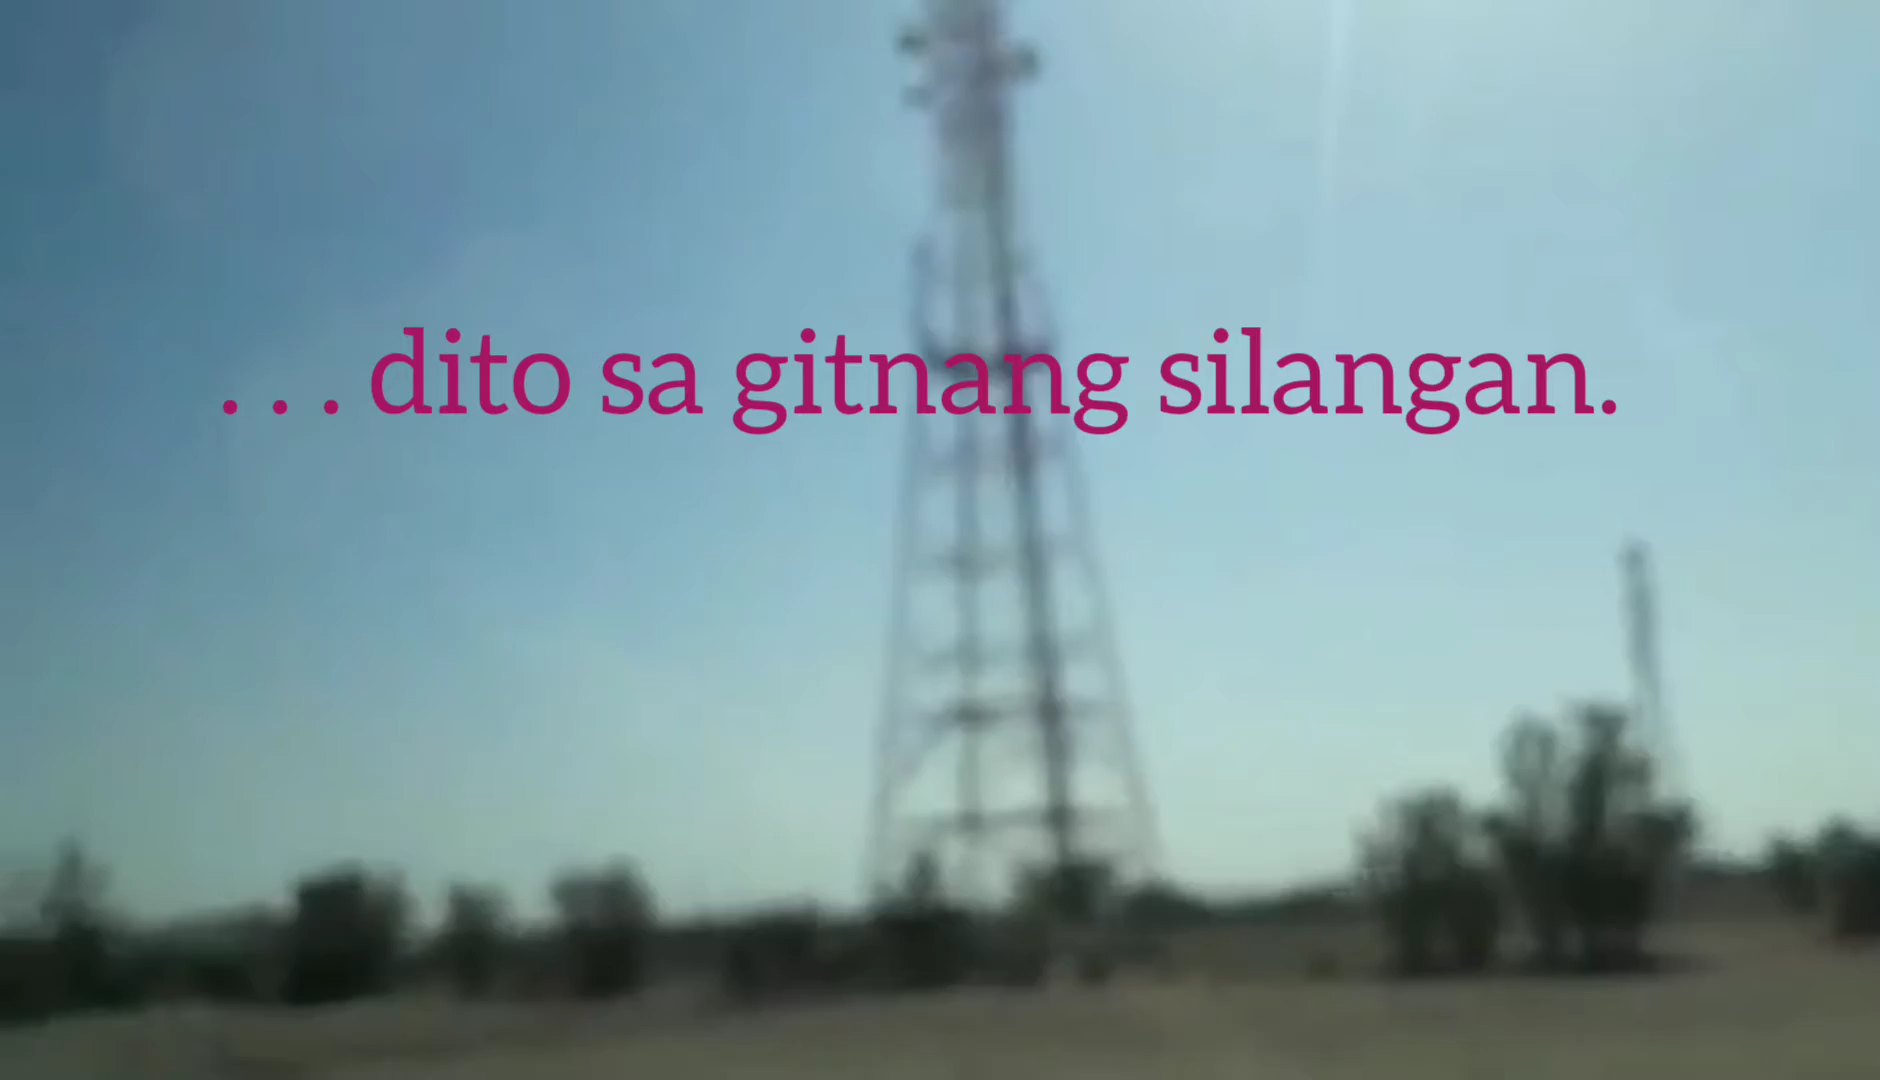 . . . dito sa gitnang silangan.